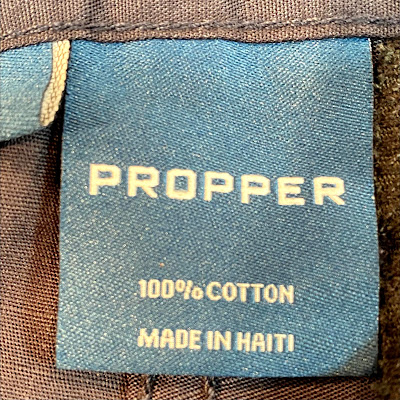 PROPPER
100% COTTON
MADE IN HAITI